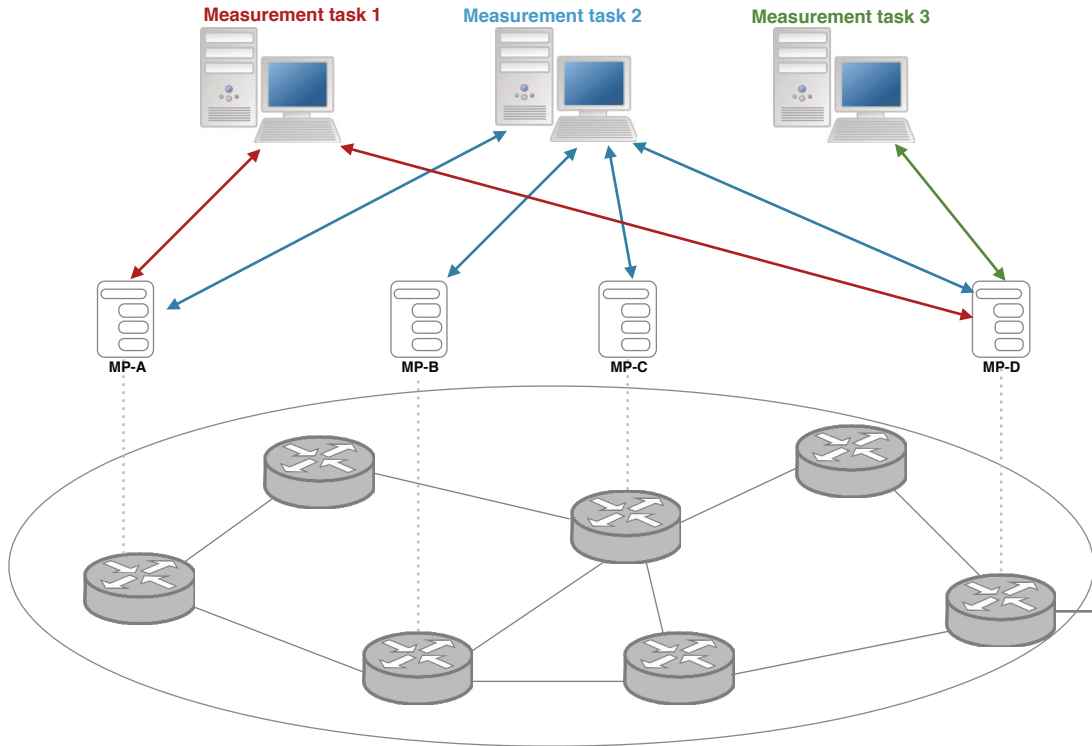 Measurement task 1
Measurement task 2
Measurement task 3
MP-A
MP-B
MP-C
MP-D